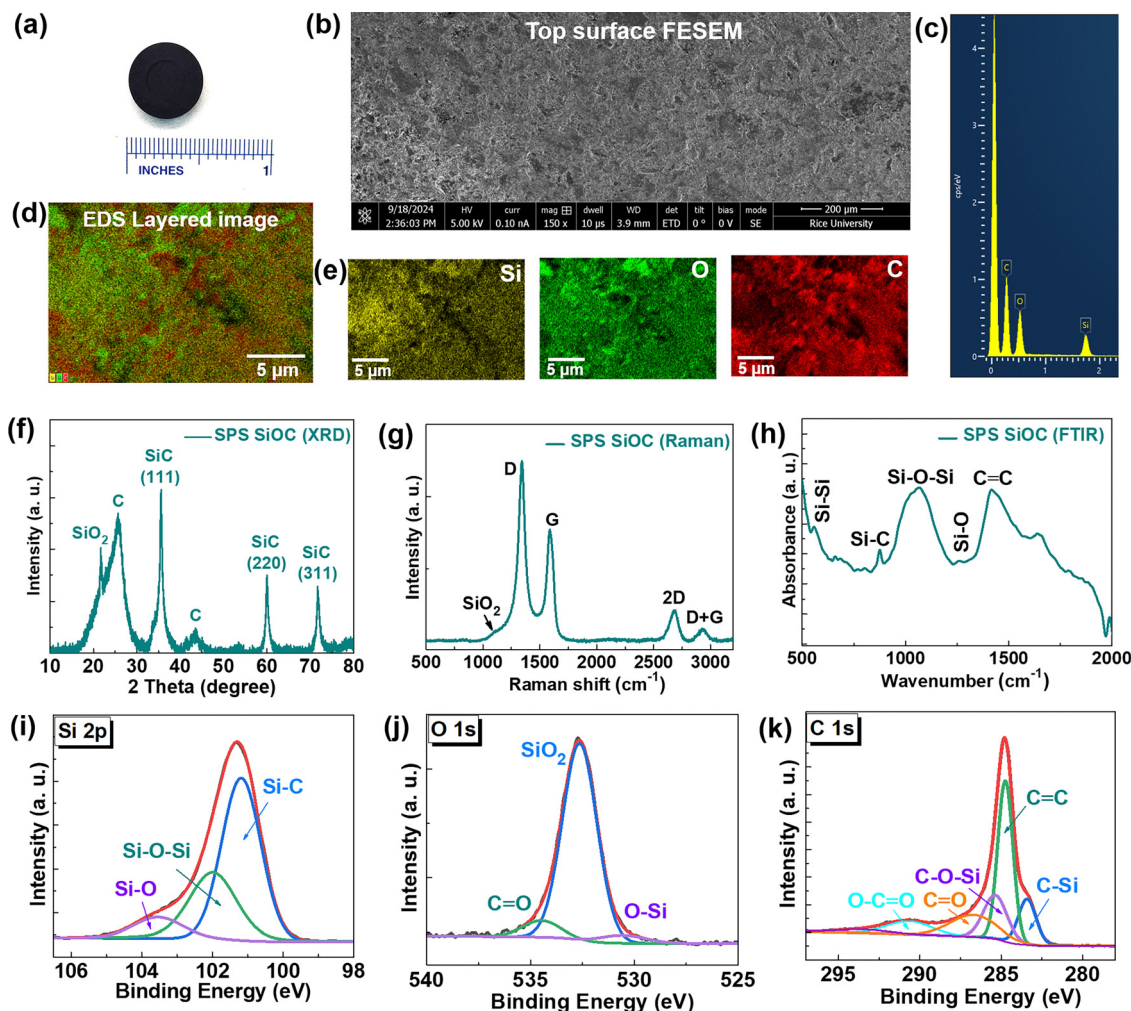 (a)
INCHES 1
(b)
Top surface FESEM
9/18/2024 HV curr mag dwell WD det tilt bias mode 200 µm
2:36:03 PM 5.00 kV 0.10 nA 150 x 10 µs 3.9 mm ETD 0 ° 0 V SE Rice University
(c)
cps/eV
4
3
2
1
0
C
O
Si
0 1 2
(d)
EDS Layered image
5 µm
(e)
Si
5 µm
O
5 µm
C
5 µm
(f)
SPS SiOC (XRD)
Intensity (a. u.)
SiO2
C
SiC
(111)
C
SiC
(220)
SiC
(311)
10 20 30 40 50 60 70 80
2 Theta (degree)
(g)
SPS SiOC (Raman)
Intensity (a. u.)
SiO2
D
G
2D
D+G
500 1000 1500 2000 2500 3000
Raman shift (cm-1)
(h)
SPS SiOC (FTIR)
Absorbance (a. u.)
Si-Si
Si-C
Si-O-Si
Si-O
C=C
500 1000 1500 2000
Wavenumber (cm-1)
(i)
Si 2p
Intensity (a. u.)
Si-C
Si-O-Si
Si-O
106 104 102 100 98
Binding Energy (eV)
(j)
O 1s
Intensity (a. u.)
SiO2
C=O
O-Si
540 535 530 525
Binding Energy (eV)
(k)
C 1s
Intensity (a. u.)
C=C
C-O-Si
O-C=O
C=O
C-Si
295 290 285 280
Binding Energy (eV)